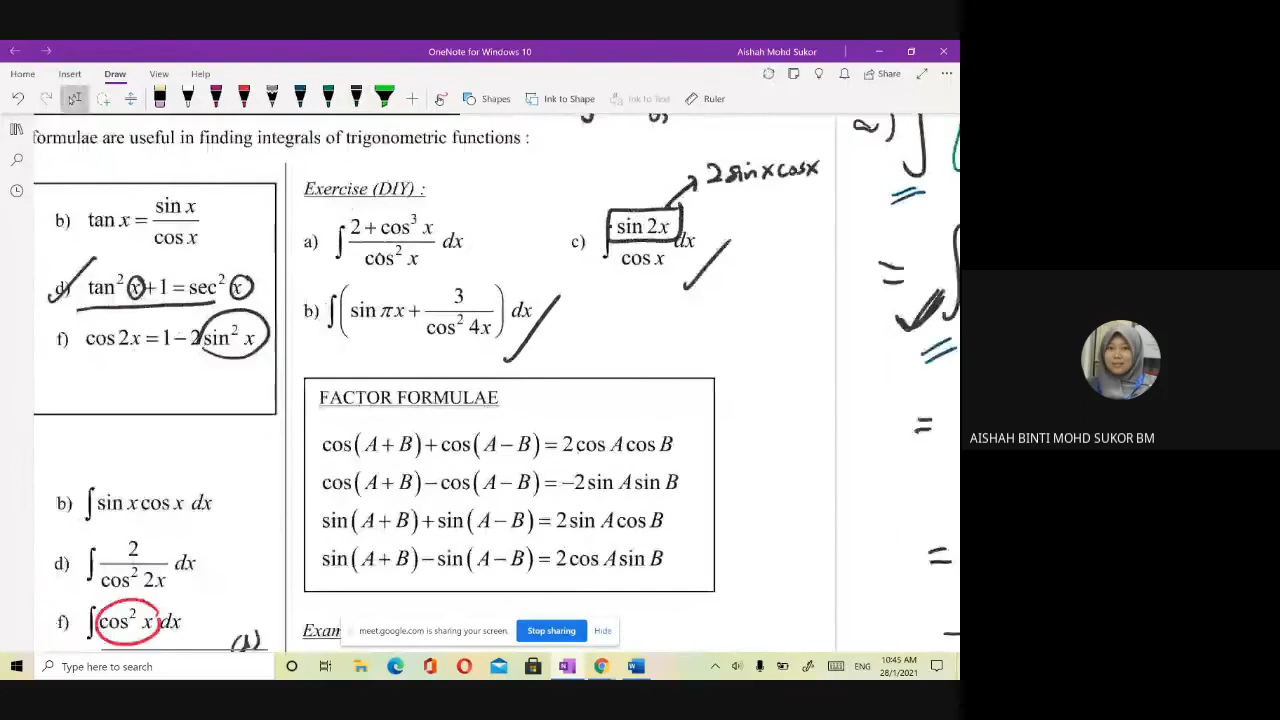 OneNote for Windows 10
Aishah Mohd Sukor
Home Insert Draw View Help
Share
Shapes Ink to Shape Ink to Text Ruler
formulae are useful in finding integrals of trigonometric functions :
b) tan x = sin x / cos x
d) tan² x + 1 = sec² x
f) cos 2x = 1 − 2 sin² x
b) ∫ sin x cos x dx
d) ∫ 2 / cos² 2x dx
f) ∫ cos² x dx
(b)
Exercise (DIY) :
a) ∫ 2 + cos³ x / cos² x dx
2 sin x cos x
c) ∫ sin 2x / cos x dx
b) ∫ ( sin πx + 3 / cos² 4x ) dx
FACTOR FORMULAE
cos(A + B) + cos(A − B) = 2 cos A cos B
cos(A + B) − cos(A − B) = −2 sin A sin B
sin(A + B) + sin(A − B) = 2 sin A cos B
sin(A + B) − sin(A − B) = 2 cos A sin B
a) ∫
= ∫
=
=
AISHAH BINTI MOHD SUKOR BM
meet.google.com is sharing your screen. Stop sharing Hide
Type here to search
ENG
10:45 AM
28/1/2021